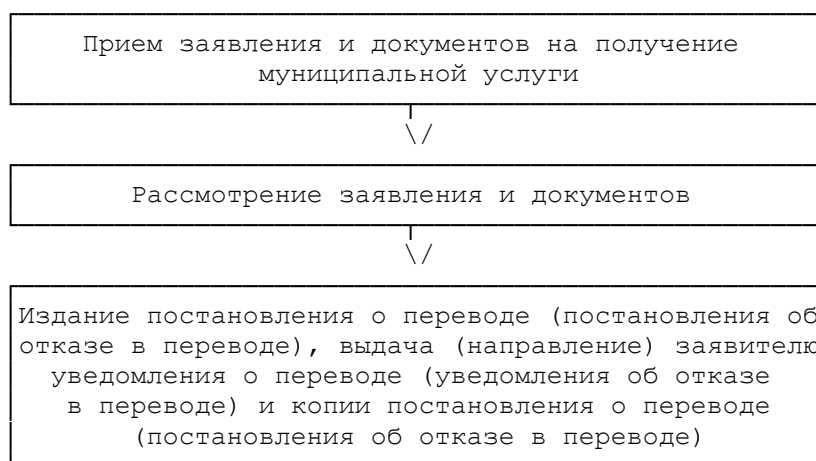 Прием заявления и документов на получение
муниципальной услуги
\/
Рассмотрение заявления и документов
\/
Издание постановления о переводе (постановления об
отказе в переводе), выдача (направление) заявителю
уведомления о переводе (уведомления об отказе
в переводе) и копии постановления о переводе
(постановления об отказе в переводе)